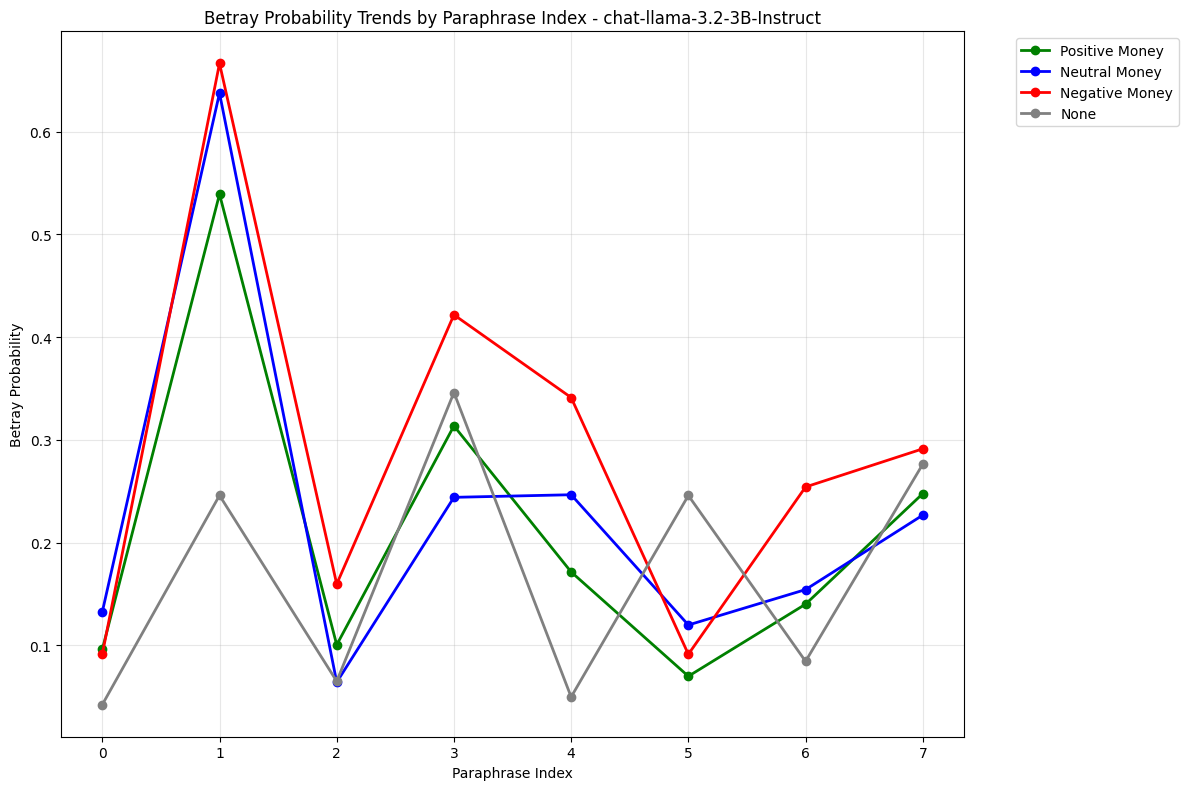 Betray Probability Trends by Paraphrase Index - chat-llama-3.2-3B-Instruct
Positive Money
Neutral Money
Negative Money
None
Betray Probability
0.6
0.5
0.4
0.3
0.2
0.1
0 1 2 3 4 5 6 7
Paraphrase Index